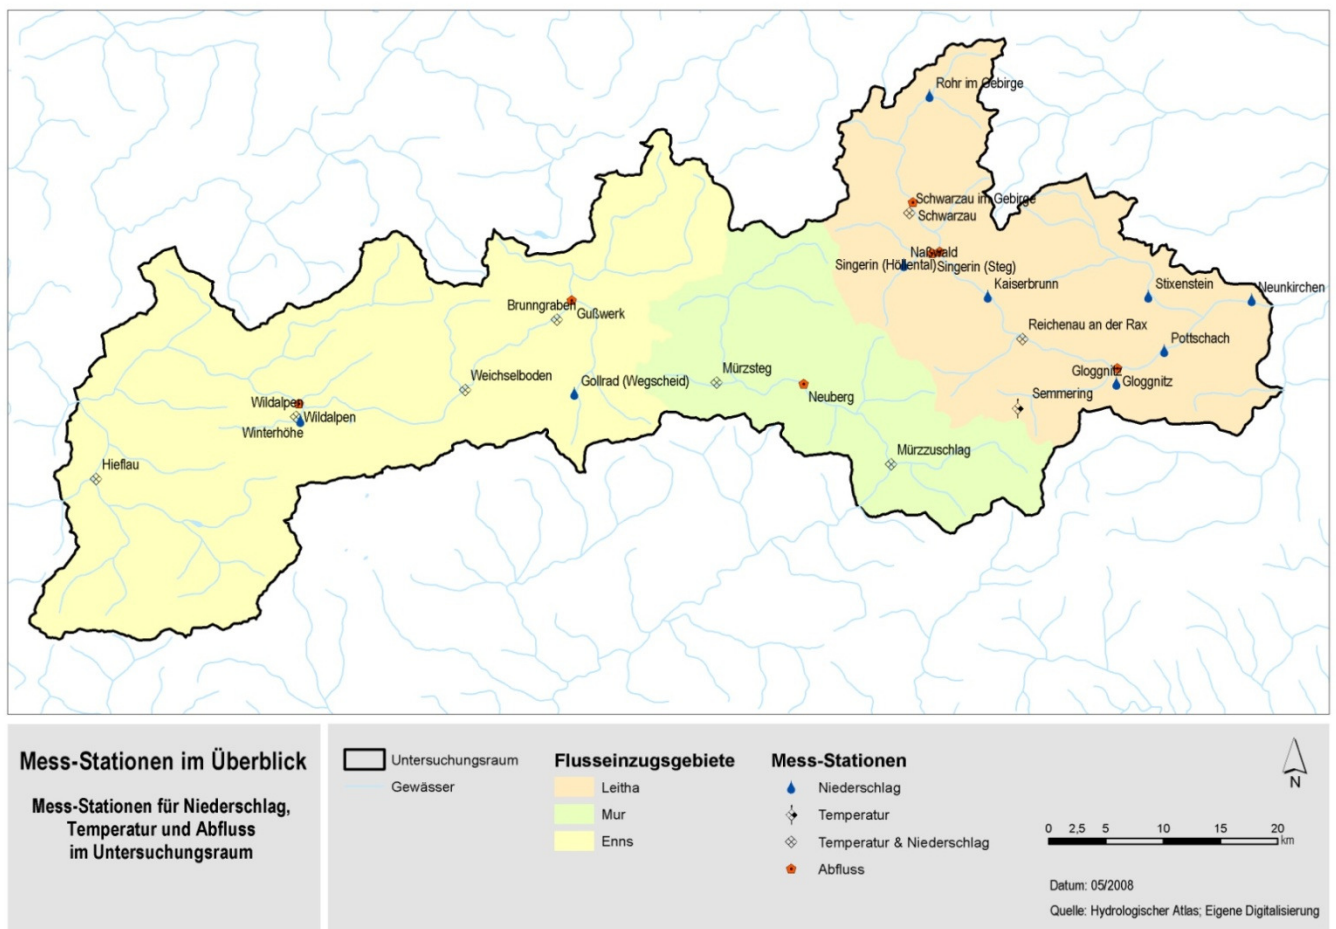 Rohr im Gebirge
Schwarzau im Gebirge
Schwarzau
Naßwald
Singerin (Höllental)
Singerin (Steg)
Kaiserbrunn
Stixenstein
Neunkirchen
Brunngraben
Gußwerk
Reichenau an der Rax
Pottschach
Weichselboden
Gollrad (Wegscheid)
Mürzsteg
Neuberg
Gloggnitz
Gloggnitz
Semmering
Wildalpen
Wildalpen
Winterhöhe
Hieflau
Mürzzuschlag
Mess-Stationen im Überblick
Mess-Stationen für Niederschlag,
Temperatur und Abfluss
im Untersuchungsraum
Untersuchungsraum
Gewässer
Flusseinzugsgebiete
Leitha
Mur
Enns
Mess-Stationen
Niederschlag
Temperatur
Temperatur & Niederschlag
Abfluss
N
0 2,5 5 10 15 20
km
Datum: 05/2008
Quelle: Hydrologischer Atlas; Eigene Digitalisierung